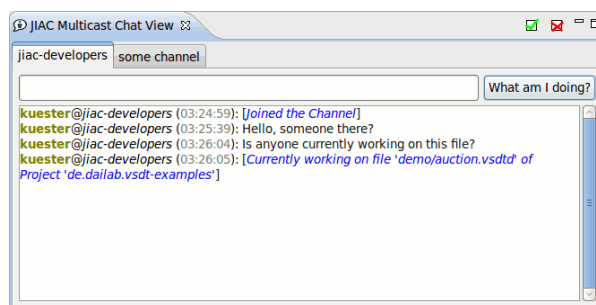 JIAC Multicast Chat View
jiac-developers some channel
What am I doing?
kuester@jiac-developers (03:24:59): [Joined the Channel]
kuester@jiac-developers (03:25:39): Hello, someone there?
kuester@jiac-developers (03:26:04): Is anyone currently working on this file?
kuester@jiac-developers (03:26:05): [Currently working on file 'demo/auction.vsdtd' of
Project 'de.dailab.vsdt-examples']